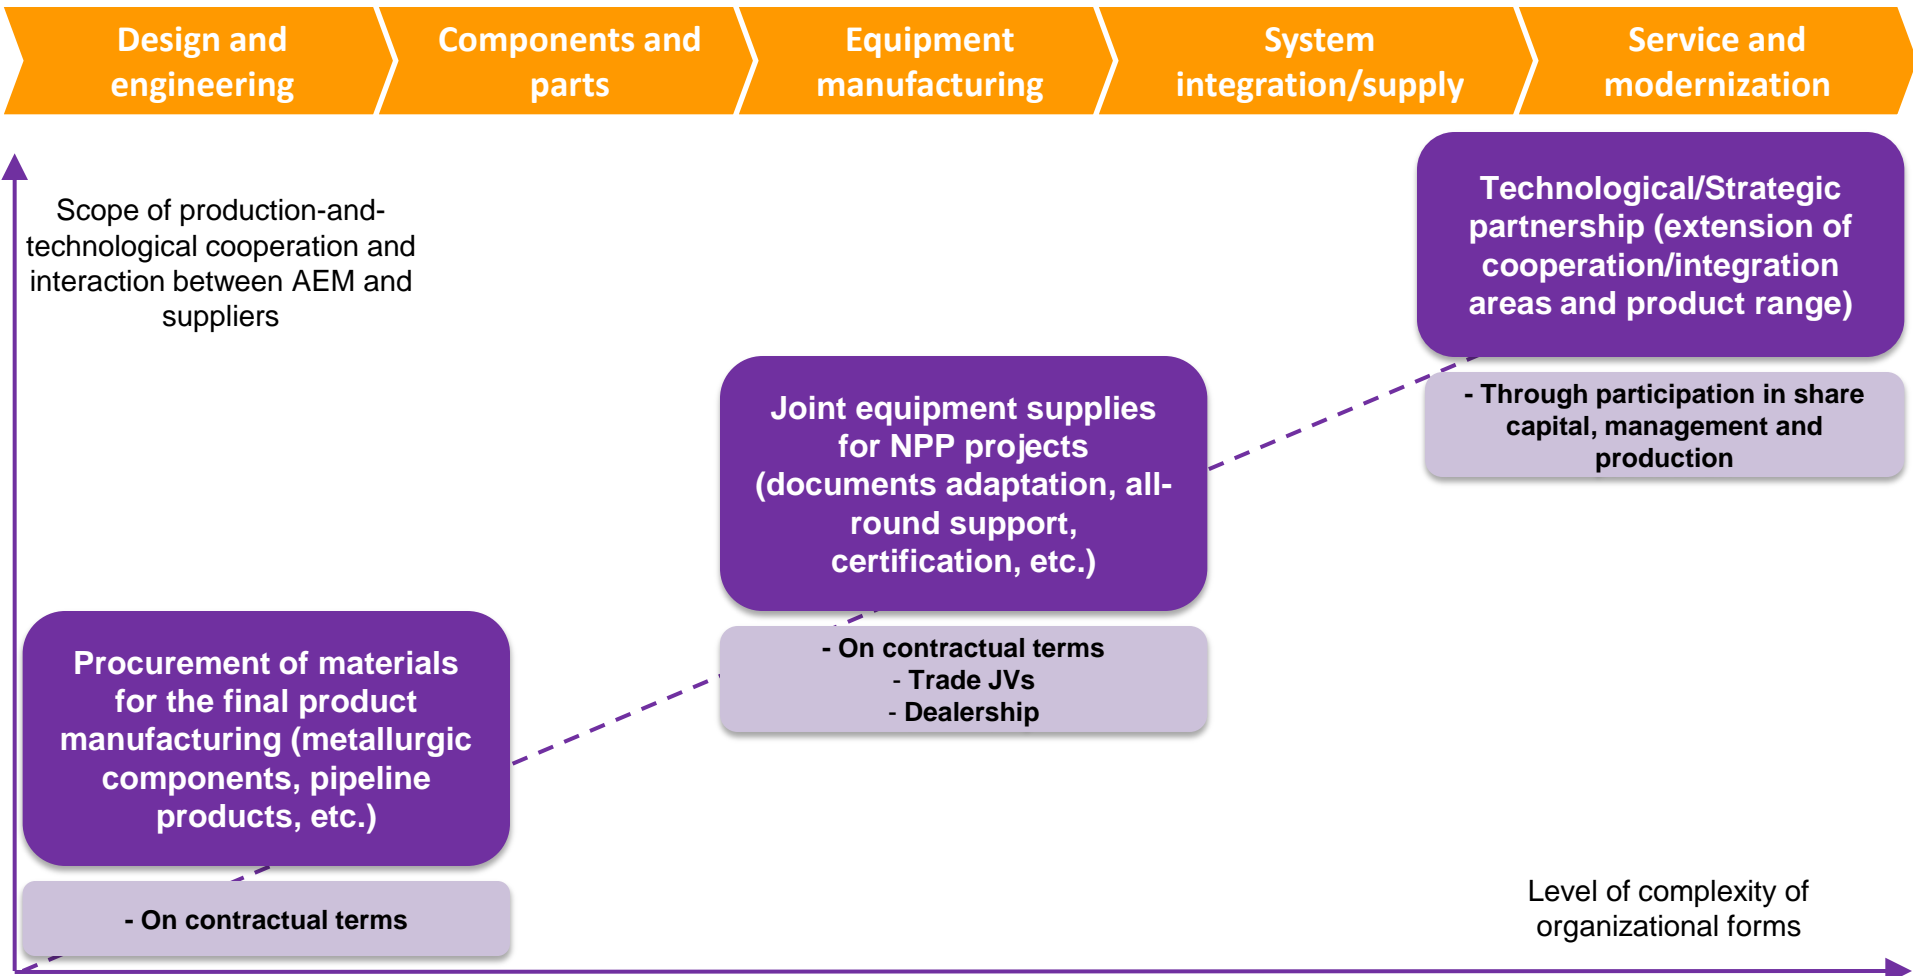 Design and
engineering
Components and
parts
Equipment
manufacturing
System
integration/supply
Service and
modernization
Scope of production-and-
technological cooperation and
interaction between AEM and
suppliers
Technological/Strategic
partnership (extension of
cooperation/integration
areas and product range)
- Through participation in share
capital, management and
production
Joint equipment supplies
for NPP projects
(documents adaptation, all-
round support,
certification, etc.)
- On contractual terms
- Trade JVs
- Dealership
Procurement of materials
for the final product
manufacturing (metallurgic
components, pipeline
products, etc.)
- On contractual terms
Level of complexity of
organizational forms